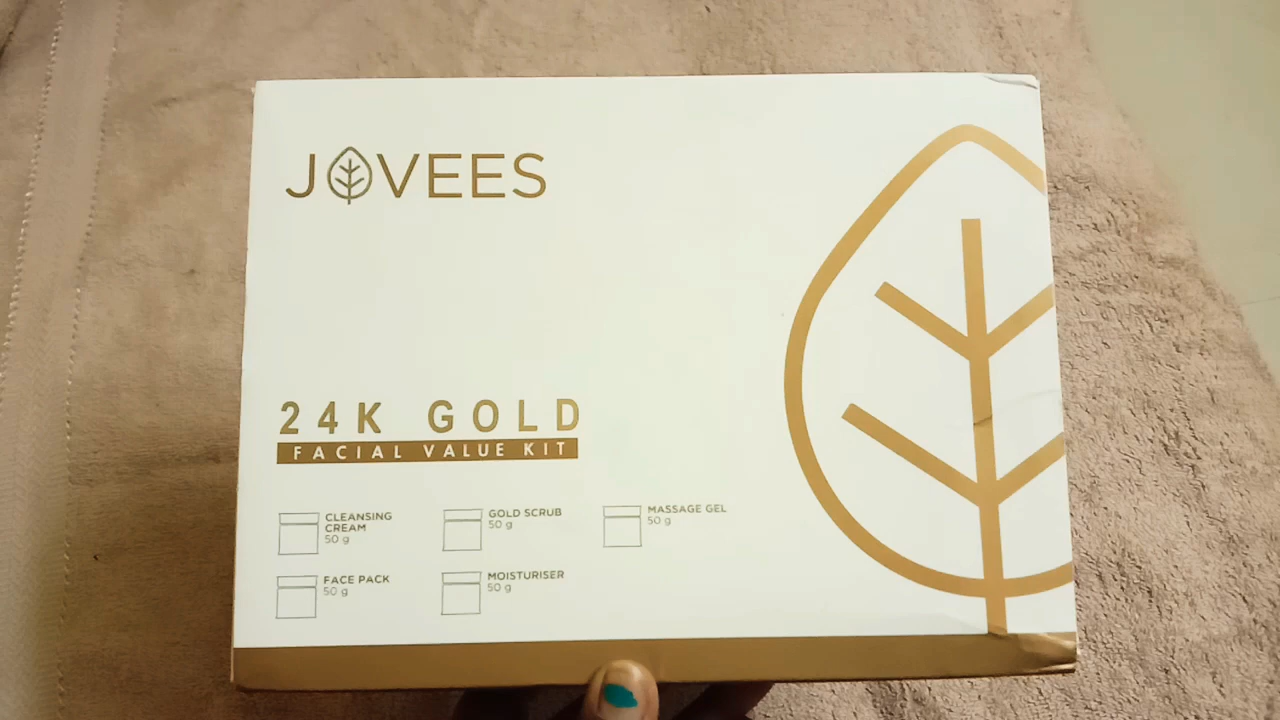 JOVEES
24K GOLD
FACIAL VALUE KIT
CLEANSING
CREAM
50 g
GOLD SCRUB
50 g
MASSAGE GEL
50 g
FACE PACK
50 g
MOISTURISER
50 g